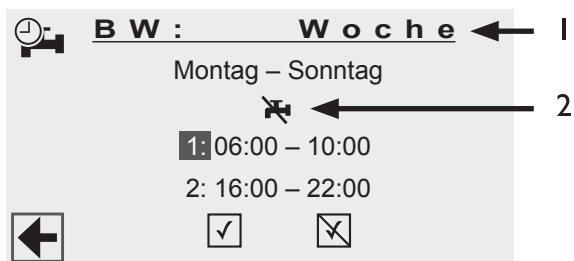 BW: Woche 1
Montag – Sonntag
2
1: 06:00 – 10:00
2: 16:00 – 22:00